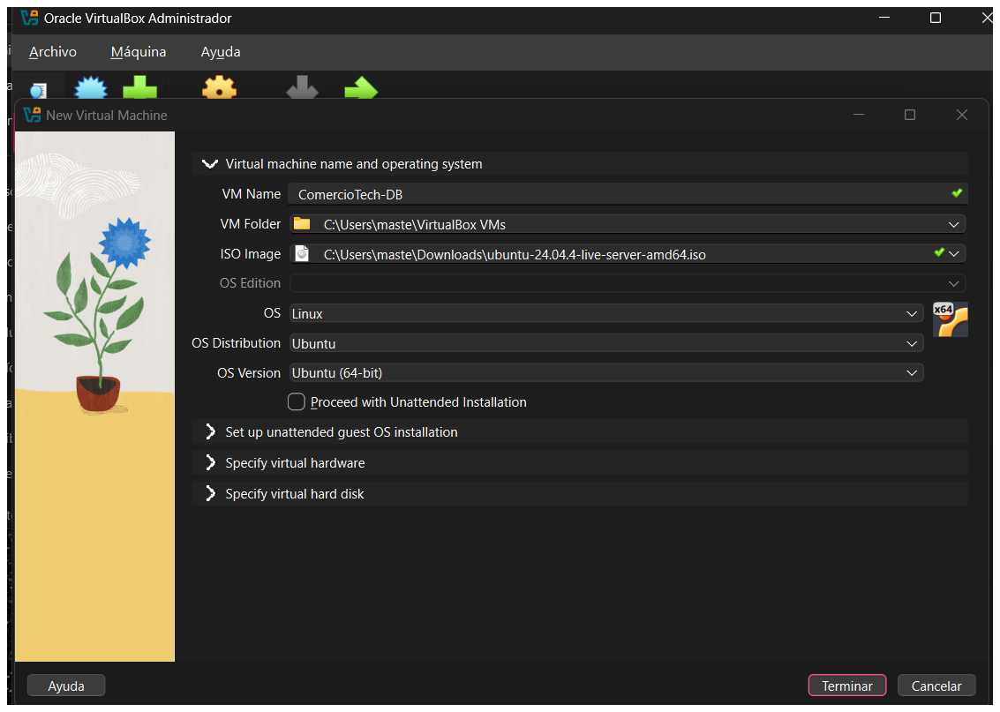 Oracle VirtualBox Administrador
Archivo Máquina Ayuda
New Virtual Machine
Virtual machine name and operating system
VM Name ComercioTech-DB
VM Folder C:\Users\maste\VirtualBox VMs
ISO Image C:\Users\maste\Downloads\ubuntu-24.04.4-live-server-amd64.iso
OS Edition
OS Linux
x64
OS Distribution Ubuntu
OS Version Ubuntu (64-bit)
Proceed with Unattended Installation
Set up unattended guest OS installation
Specify virtual hardware
Specify virtual hard disk
Ayuda Terminar Cancelar